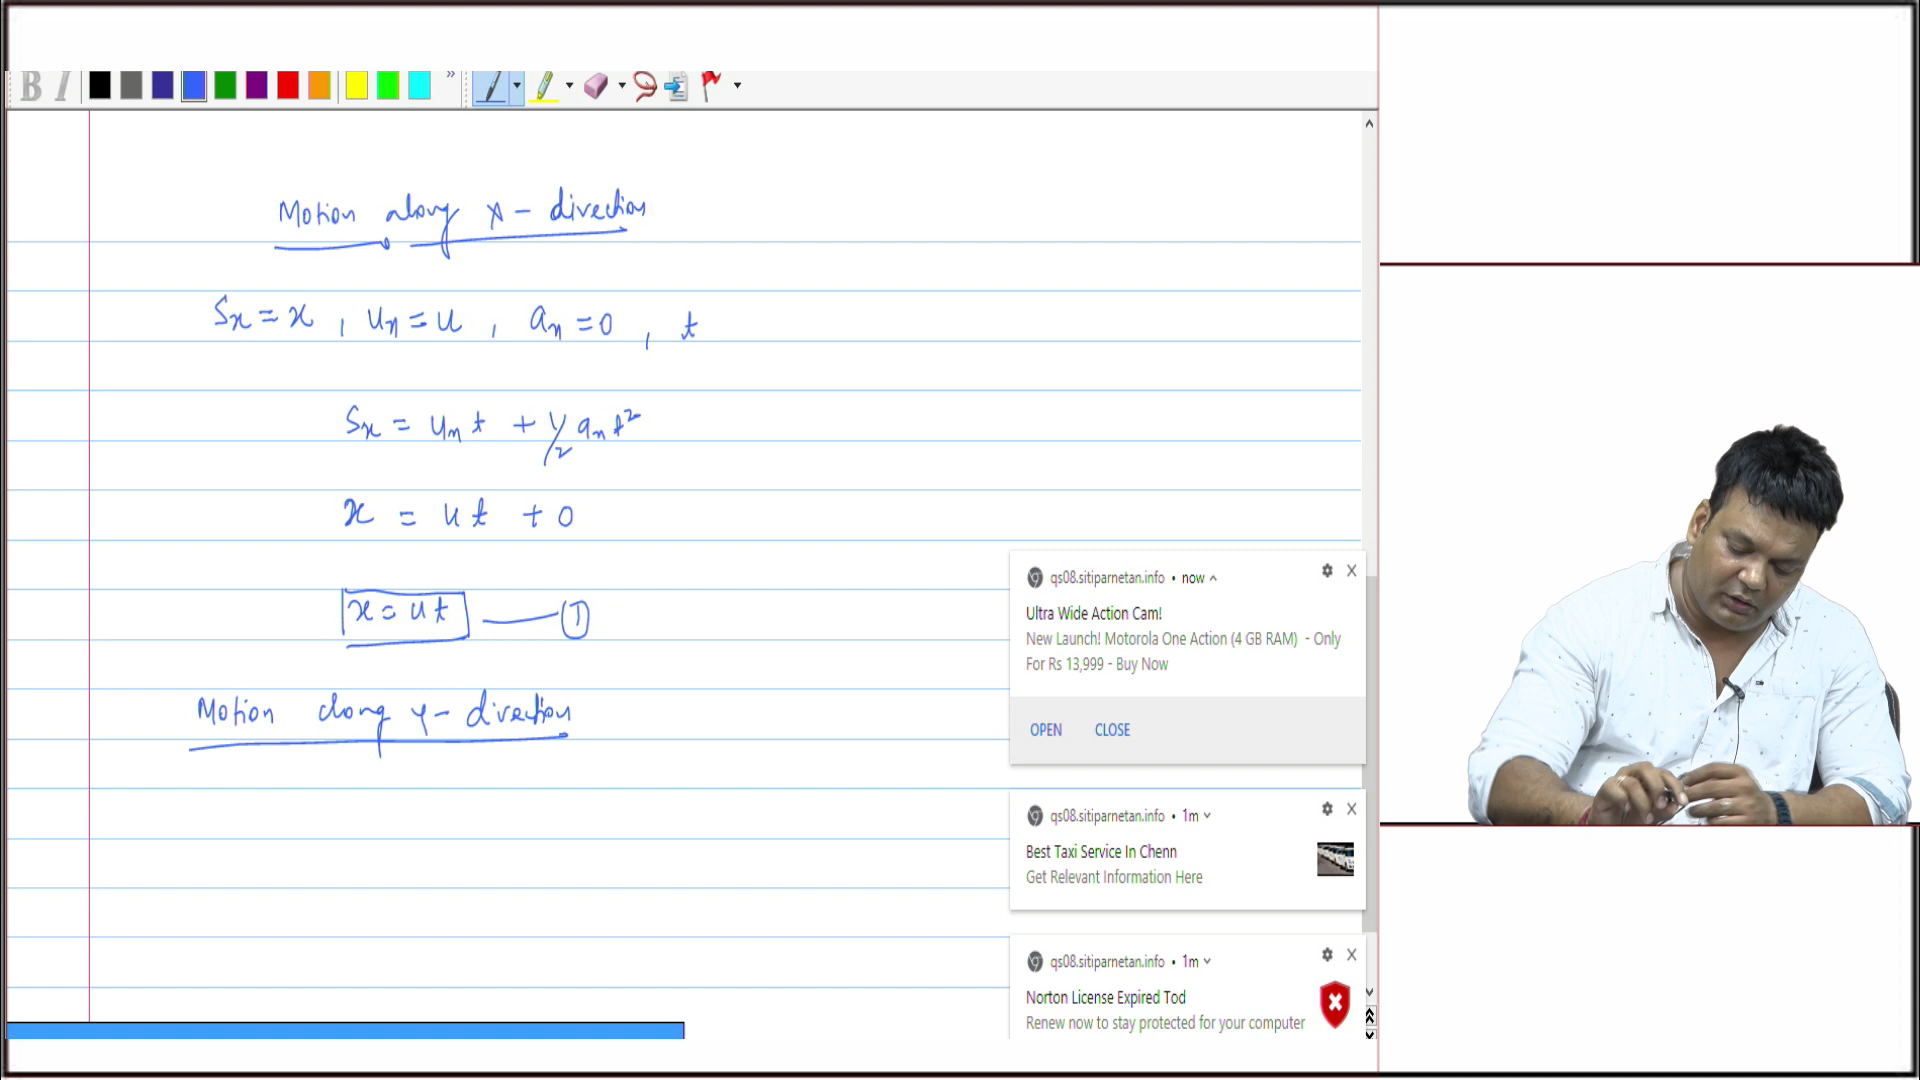 B I
Motion along X - direction
Sx = x , ux = u , ax = 0 , t
Sx = ux t + 1/2 ax t²
x = u t + 0
x = u t —— ①
Motion along Y - direction
qs08.sitiparnetan.info • now
Ultra Wide Action Cam!
New Launch! Motorola One Action (4 GB RAM) - Only
For Rs 13,999 - Buy Now
OPEN CLOSE
qs08.sitiparnetan.info • 1m
Best Taxi Service In Chenn
Get Relevant Information Here
qs08.sitiparnetan.info • 1m
Norton License Expired Tod
Renew now to stay protected for your computer